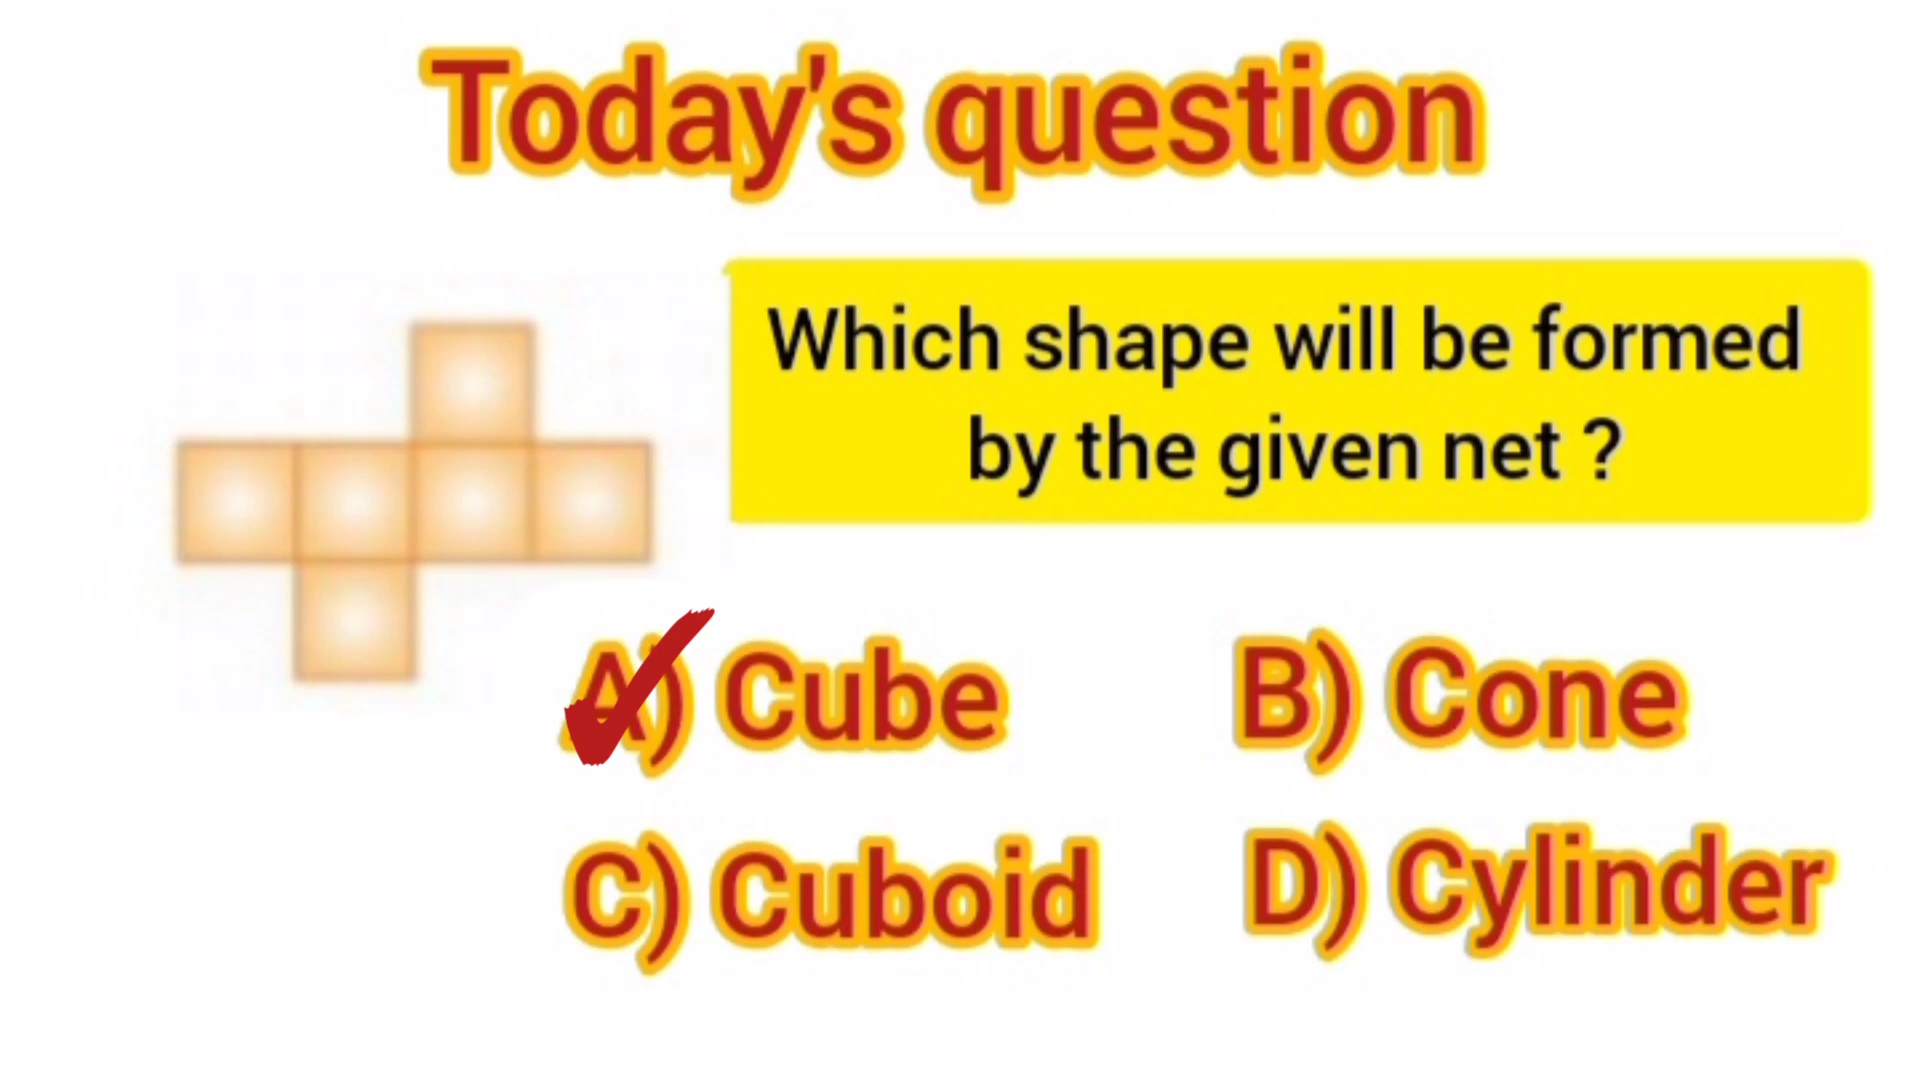 Today's question
Which shape will be formed
by the given net ?
A) Cube
B) Cone
C) Cuboid
D) Cylinder